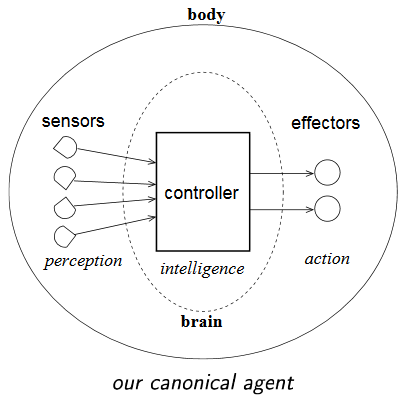 body
sensors
effectors
controller
perception
intelligence
action
brain
our canonical agent